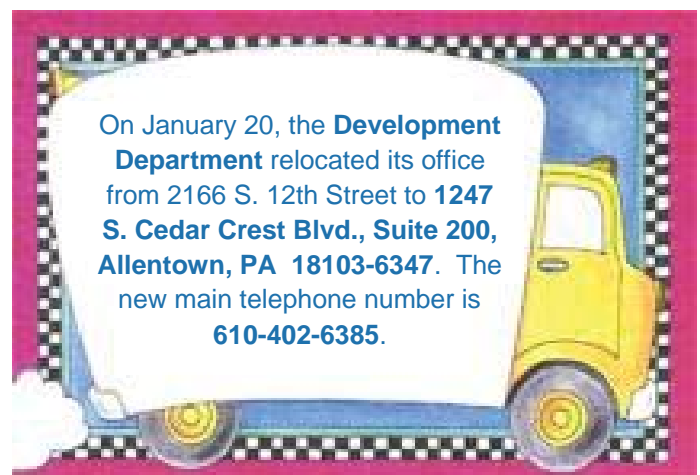 On January 20, the Development
Department relocated its office
from 2166 S. 12th Street to 1247
S. Cedar Crest Blvd., Suite 200,
Allentown, PA  18103-6347.  The
new main telephone number is
610-402-6385.